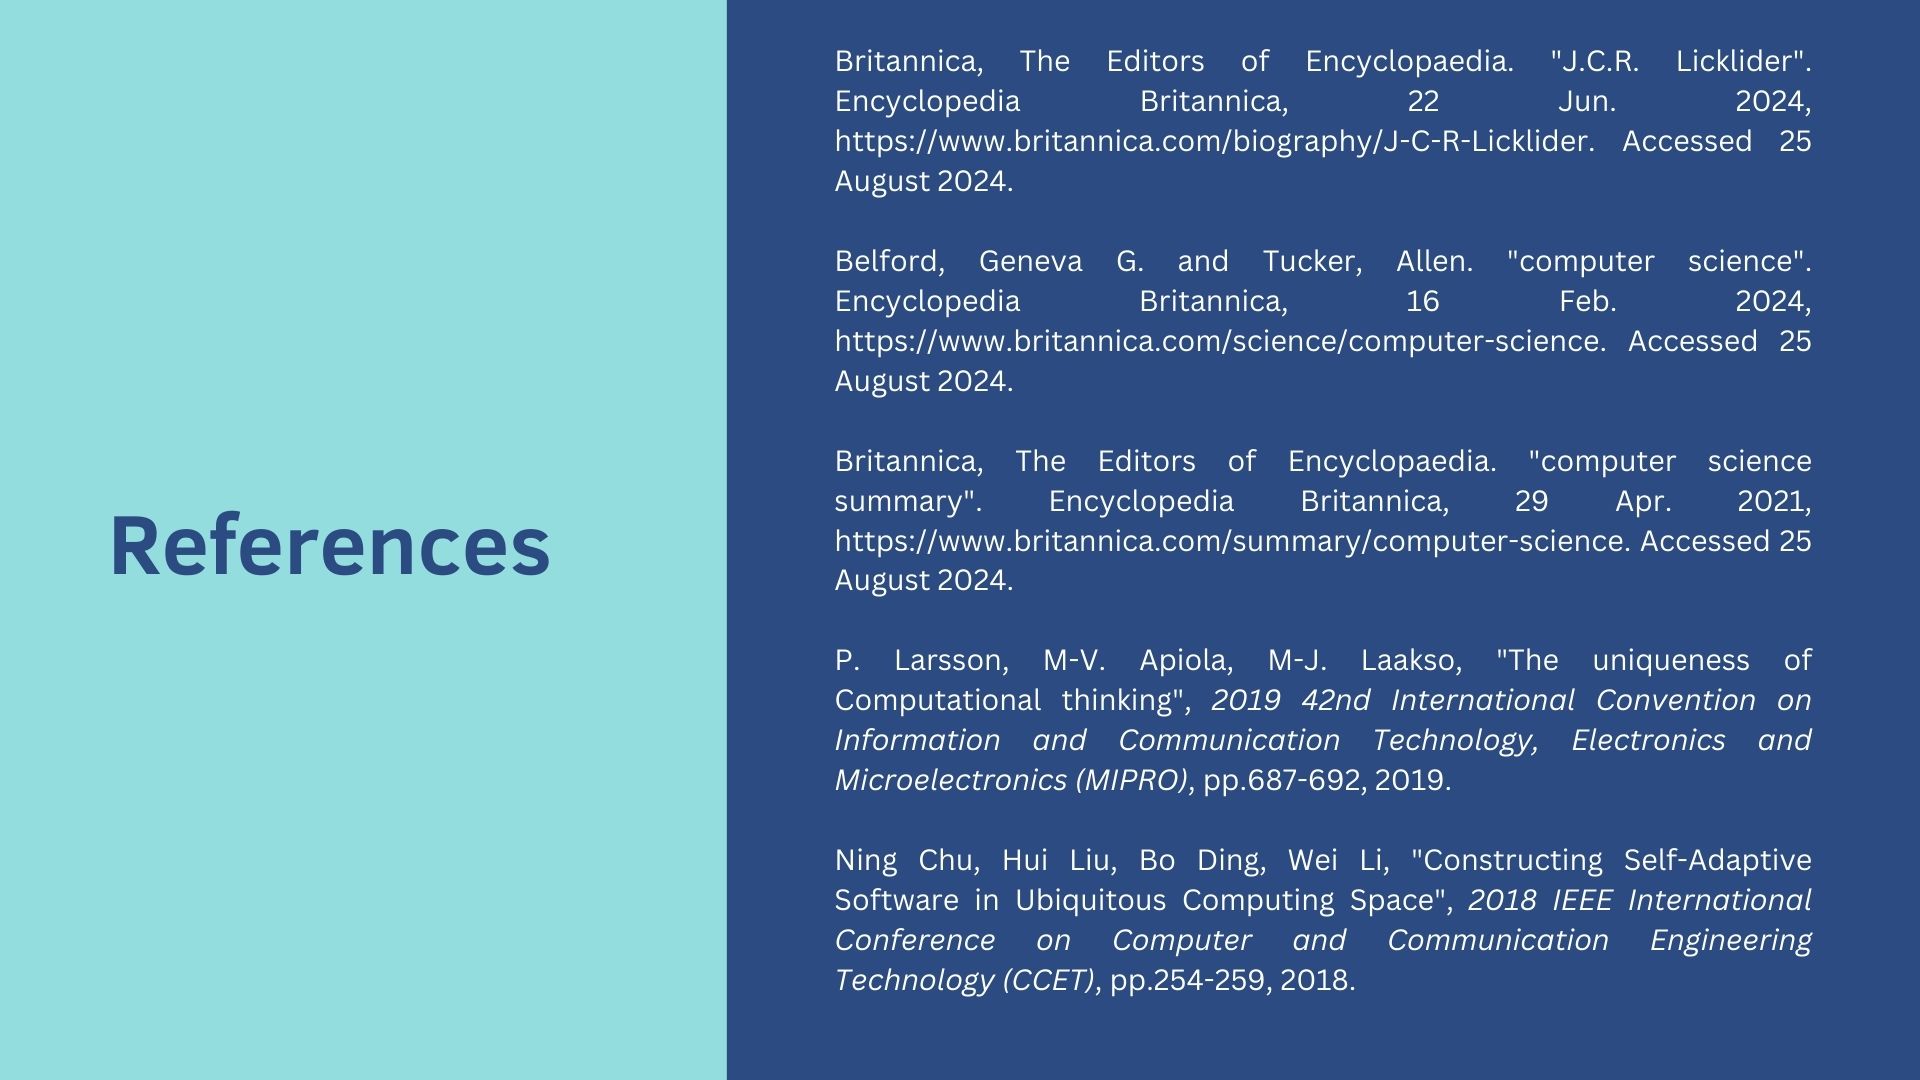 References
Britannica, The Editors of Encyclopaedia. "J.C.R. Licklider".
Encyclopedia Britannica, 22 Jun. 2024,
https://www.britannica.com/biography/J-C-R-Licklider. Accessed 25
August 2024.
Belford, Geneva G. and Tucker, Allen. "computer science".
Encyclopedia Britannica, 16 Feb. 2024,
https://www.britannica.com/science/computer-science. Accessed 25
August 2024.
Britannica, The Editors of Encyclopaedia. "computer science
summary". Encyclopedia Britannica, 29 Apr. 2021,
https://www.britannica.com/summary/computer-science. Accessed 25
August 2024.
P. Larsson, M-V. Apiola, M-J. Laakso, "The uniqueness of
Computational thinking", 2019 42nd International Convention on
Information and Communication Technology, Electronics and
Microelectronics (MIPRO), pp.687-692, 2019.
Ning Chu, Hui Liu, Bo Ding, Wei Li, "Constructing Self-Adaptive
Software in Ubiquitous Computing Space", 2018 IEEE International
Conference on Computer and Communication Engineering
Technology (CCET), pp.254-259, 2018.